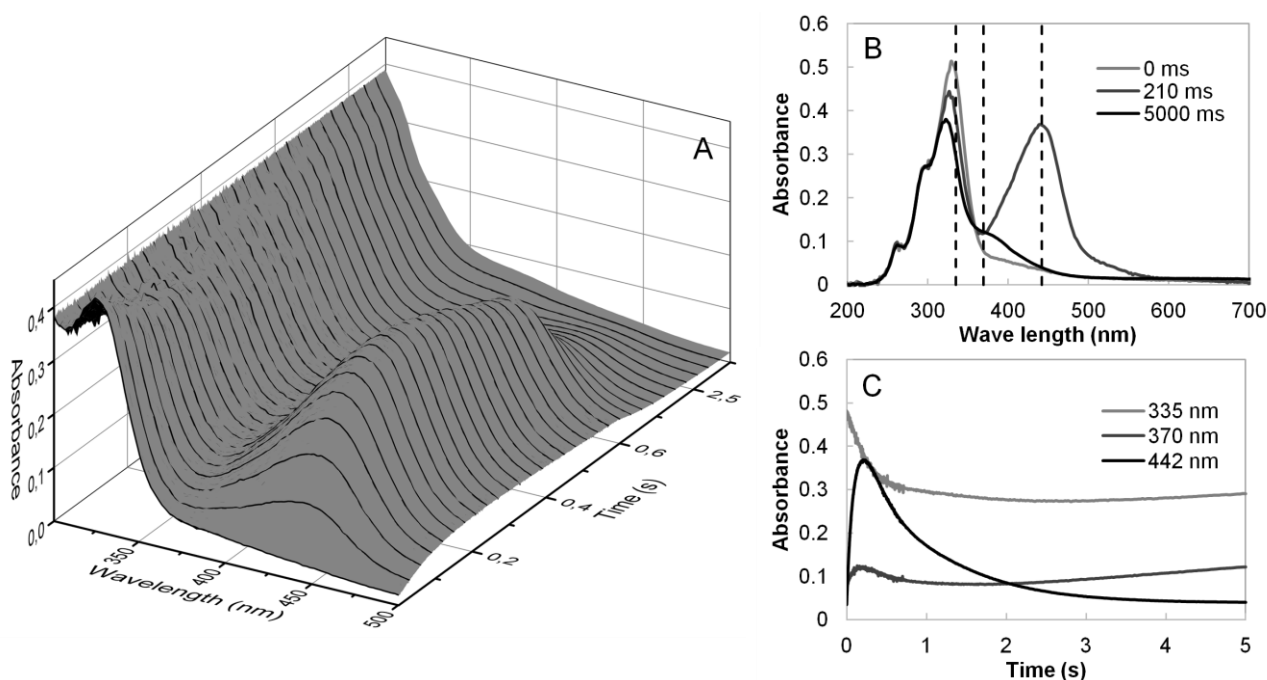 A
Absorbance
0,4
0,3
0,2
0,1
0,0
350
400
450
500
Wavelength (nm)
0,2
0,4
0,6
2,5
Time (s)
B
Absorbance
0.6
0.5
0.4
0.3
0.2
0.1
0
200 300 400 500 600 700
Wave length (nm)
0 ms
210 ms
5000 ms
C
Absorbance
0.6
0.5
0.4
0.3
0.2
0.1
0
0 1 2 3 4 5
Time (s)
335 nm
370 nm
442 nm